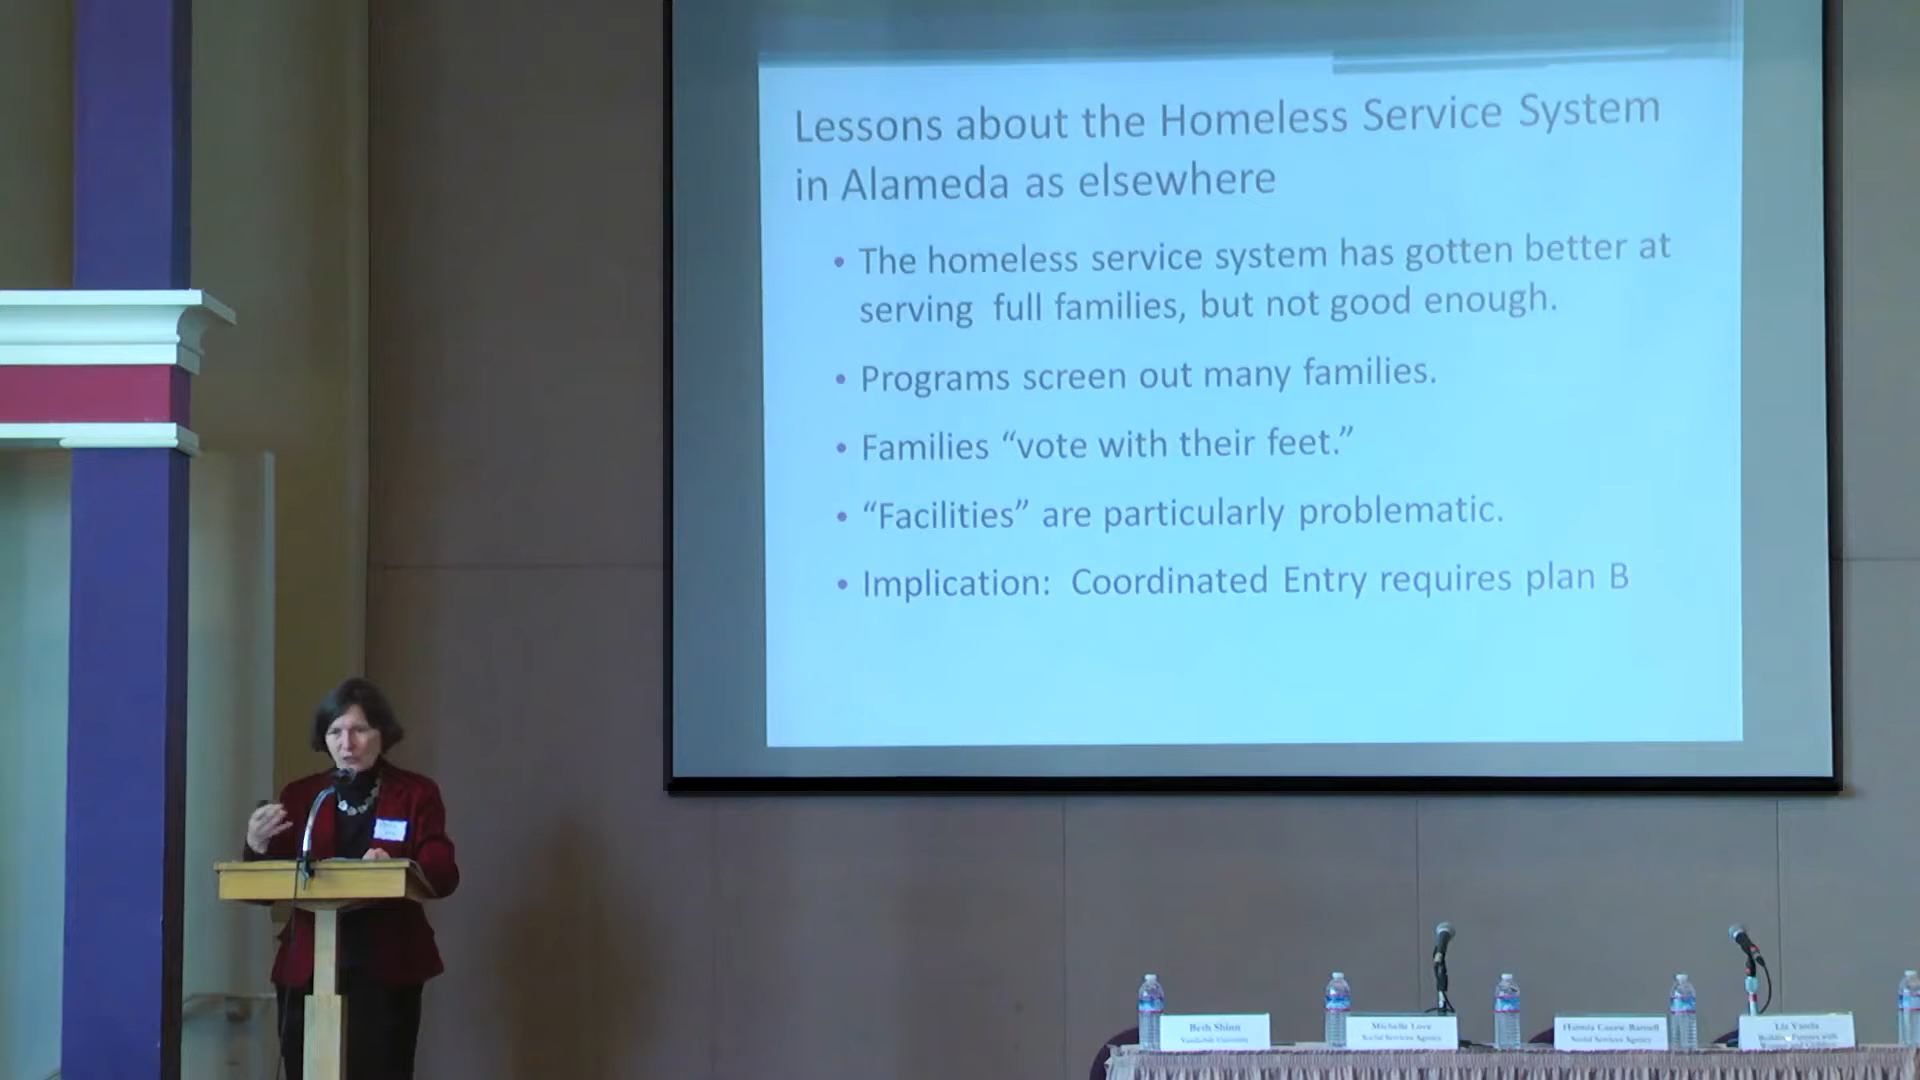 Lessons about the Homeless Service System
in Alameda as elsewhere
• The homeless service system has gotten better at
serving full families, but not good enough.
• Programs screen out many families.
• Families “vote with their feet.”
• “Facilities” are particularly problematic.
• Implication: Coordinated Entry requires plan B
Beth Shinn
Vanderbilt University
Michelle Love
Social Services Agency
Social Services Agency
Liz Varela